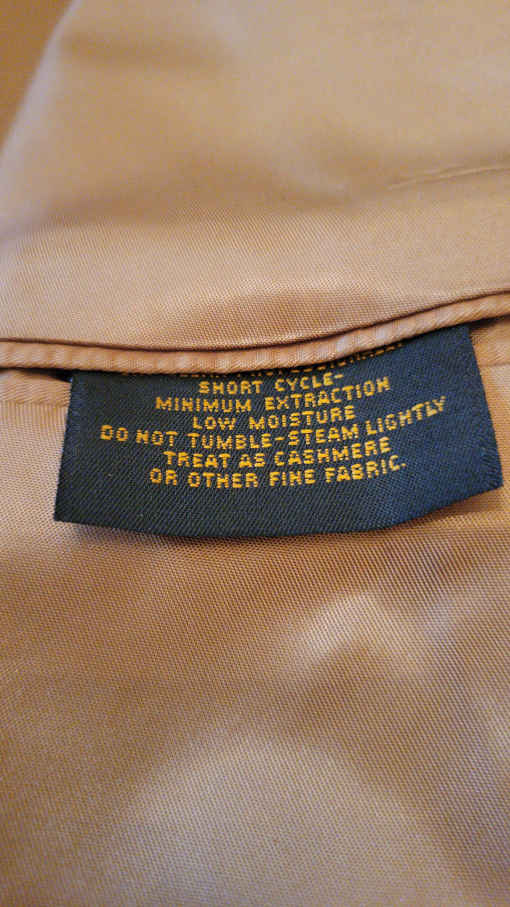 SHORT CYCLE-
MINIMUM EXTRACTION
LOW MOISTURE
DO NOT TUMBLE-STEAM LIGHTLY
TREAT AS CASHMERE
OR OTHER FINE FABRIC.